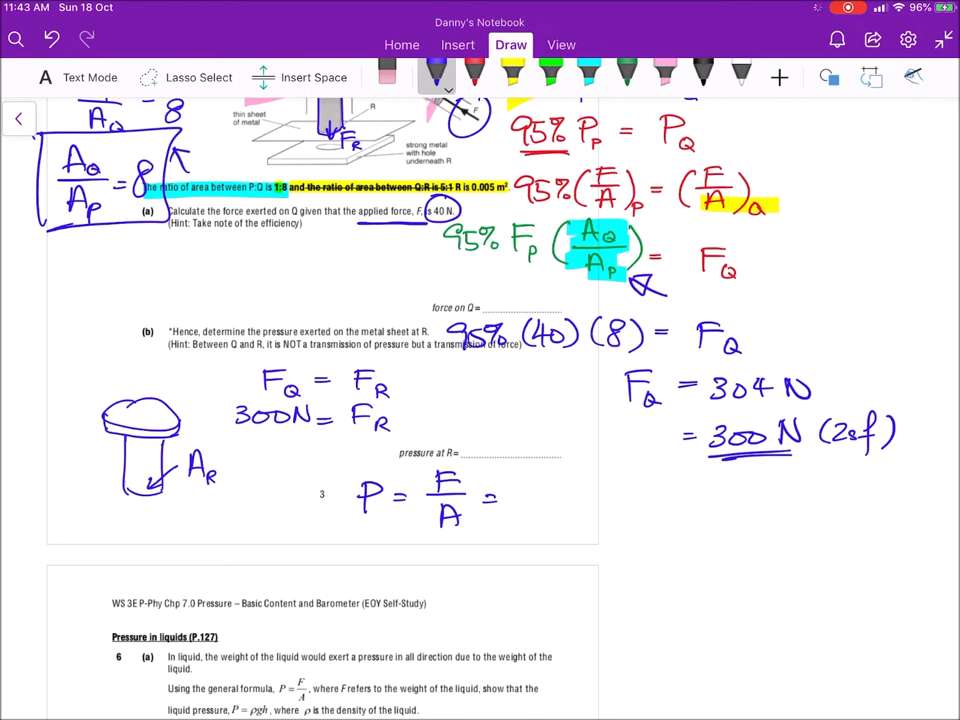 11:43 AM Sun 18 Oct
96%
Danny's Notebook
Home Insert Draw View
Text Mode Lasso Select Insert Space
A_Q = 8
thin sheet of metal
R
F_R
F
strong metal with hole underneath R
A_Q / A_P = 8
95% P_P = P_Q
the ratio of area between P:Q is 1:8 and the ratio of area between Q:R is 5:1 R is 0.005 m².
95% (F/A)_P = (F/A)_Q
(a) Calculate the force exerted on Q given that the applied force, F, is 40 N.
(Hint: Take note of the efficiency)
95% F_P (A_Q / A_P) = F_Q
force on Q = ........................
(b) *Hence, determine the pressure exerted on the metal sheet at R.
(Hint: Between Q and R, it is NOT a transmission of pressure but a transmission of force)
95% (40) (8) = F_Q
F_Q = F_R
F_Q = 304 N
300N = F_R
= 300 N (2sf)
pressure at R= ..............................
A_R
3
P = F/A =
WS 3E P-Phy Chp 7.0 Pressure – Basic Content and Barometer (EOY Self-Study)
Pressure in liquids (P.127)
6 (a) In liquid, the weight of the liquid would exert a pressure in all direction due to the weight of the
liquid.
Using the general formula, P = F/A, where F refers to the weight of the liquid, show that the
liquid pressure, P = ρgh, where ρ is the density of the liquid.